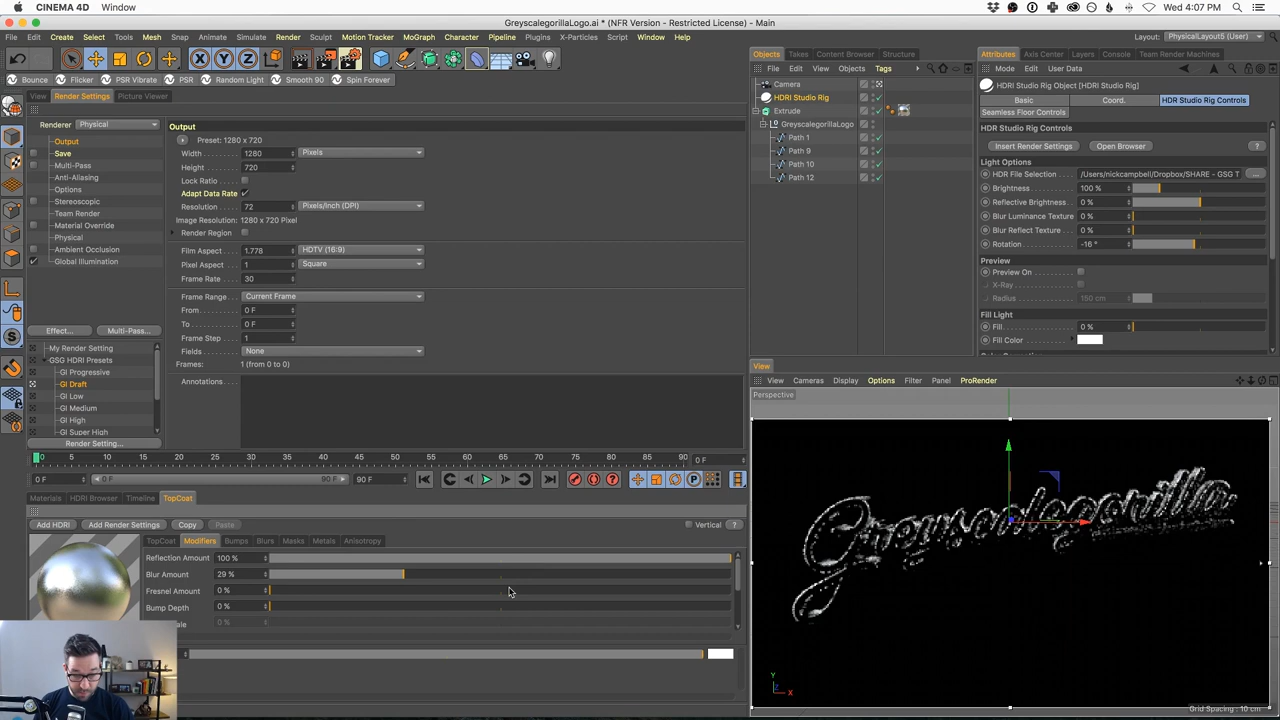 CINEMA 4D Window
Wed 4:07 PM
GreyscalegorillaLogo.ai * (NFR Version - Restricted License) - Main
File Edit Create Select Tools Mesh Snap Animate Simulate Render Sculpt Motion Tracker MoGraph Character Pipeline Plugins X-Particles Script Window Help
Layout: PhysicalLayout5 (User)
Bounce Flicker PSR Vibrate PSR Random Light Smooth 90 Spin Forever
View Render Settings Picture Viewer
Renderer Physical
Output
Save
Multi-Pass
Anti-Aliasing
Options
Stereoscopic
Team Render
Material Override
Physical
Ambient Occlusion
Global Illumination
Effect... Multi-Pass...
My Render Setting
GSG HDRI Presets
GI Progressive
GI Draft
GI Low
GI Medium
GI High
GI Super High
Render Setting...
Output
Preset: 1280 x 720
Width 1280 Pixels
Height 720
Lock Ratio
Adapt Data Rate
Resolution 72 Pixels/Inch (DPI)
Image Resolution: 1280 x 720 Pixel
Render Region
Film Aspect 1.778 HDTV (16:9)
Pixel Aspect 1 Square
Frame Rate 30
Frame Range Current Frame
From 0 F
To 0 F
Frame Step 1
Fields None
Frames: 1 (from 0 to 0)
Annotations
Objects Takes Content Browser Structure
File Edit View Objects Tags
Camera
HDRI Studio Rig
Extrude
GreyscalegorillaLogo
Path 1
Path 9
Path 10
Path 12
Attributes Axis Center Layers Console Team Render Machines
Mode Edit User Data
HDRI Studio Rig Object [HDRI Studio Rig]
Basic Coord. HDRI Studio Rig Controls
Seamless Floor Controls
HDR Studio Rig Controls
Insert Render Settings Open Browser ?
Light Options
HDR File Selection /Users/nickcampbell/Dropbox/SHARE - GSG T ...
Brightness 100 %
Reflective Brightness 0 %
Blur Luminance Texture 0 %
Blur Reflect Texture 0 %
Rotation -16 °
Preview
Preview On
X-Ray
Radius 150 cm
Fill Light
Fill 0 %
Fill Color
View
View Cameras Display Options Filter Panel ProRender
Perspective
Greyscalegorilla
Y
Z X
Grid Spacing : 10 cm
0 5 10 15 20 25 30 35 40 45 50 55 60 65 70 75 80 85 90 0 F
0 F 0 F 90 F 90 F
Materials HDRI Browser Timeline TopCoat
Add HDRI Add Render Settings Copy Paste Vertical ?
TopCoat Modifiers Bumps Blurs Masks Metals Anisotropy
Reflection Amount 100 %
Blur Amount 29 %
Fresnel Amount 0 %
Bump Depth 0 %